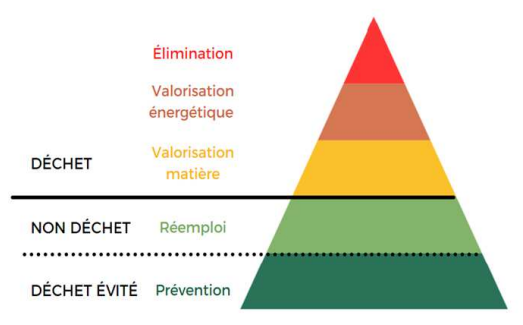 Élimination
Valorisation
énergétique
DÉCHET
Valorisation
matière
NON DÉCHET
Réemploi
DÉCHET ÉVITÉ
Prévention